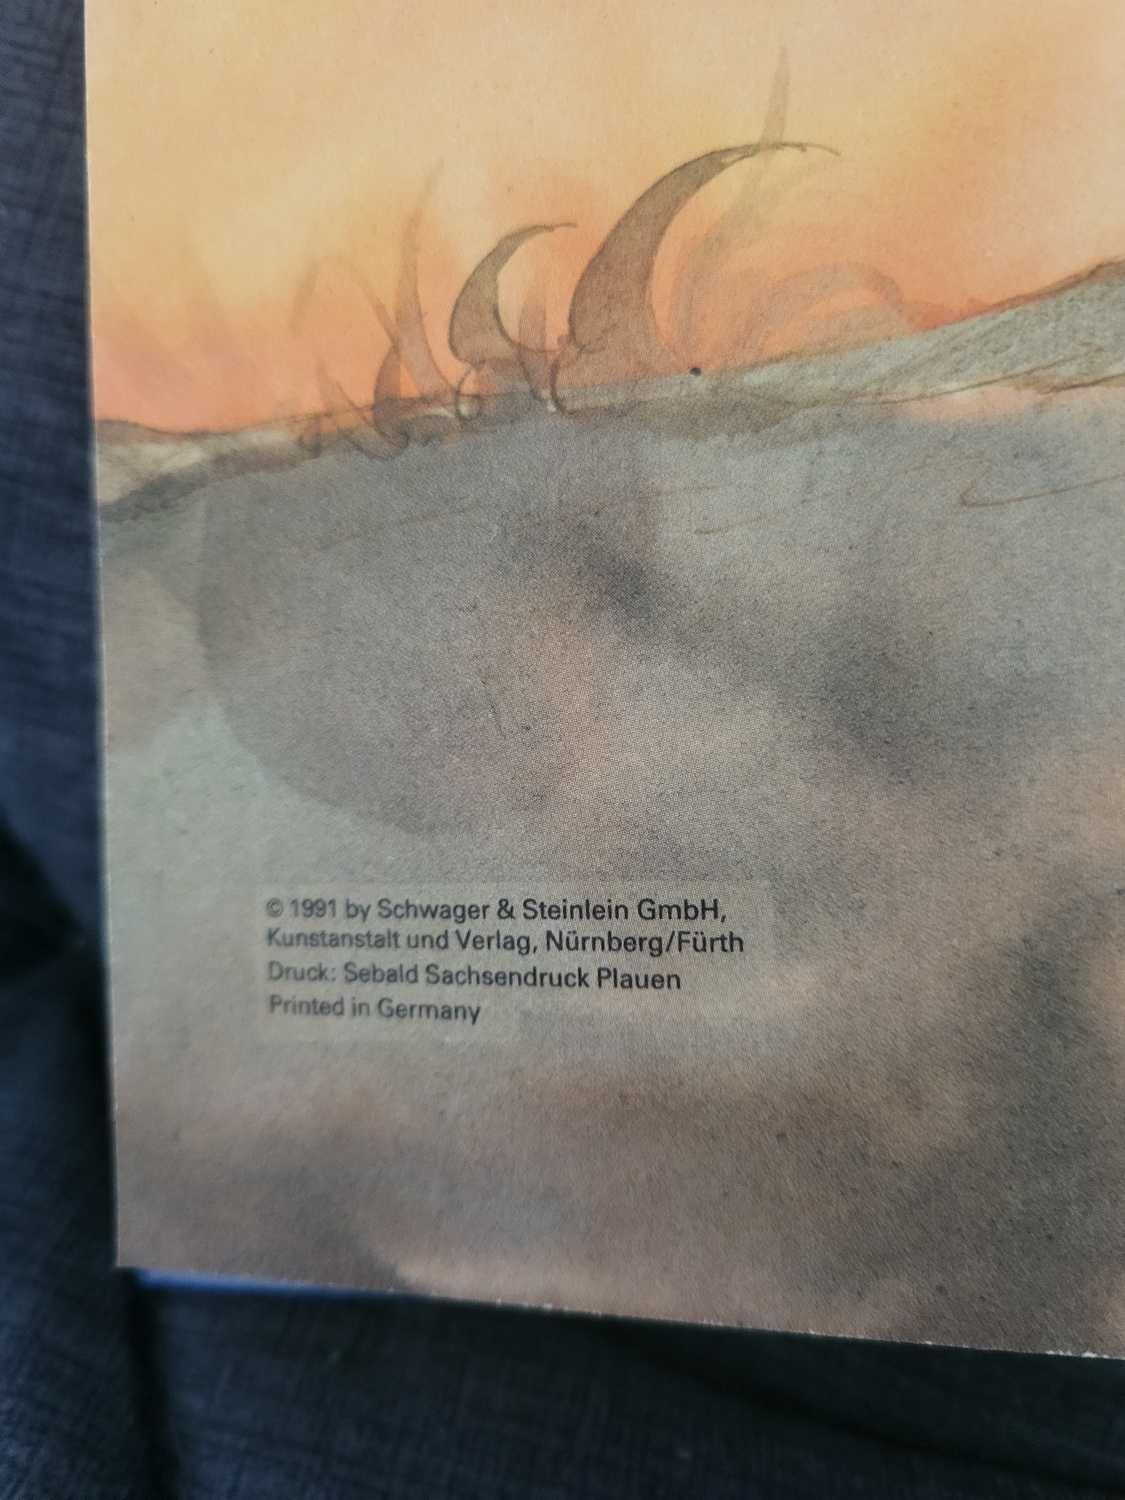 © 1991 by Schwager & Steinlein GmbH,
Kunstanstalt und Verlag, Nürnberg/Fürth
Druck: Sebald Sachsendruck Plauen
Printed in Germany